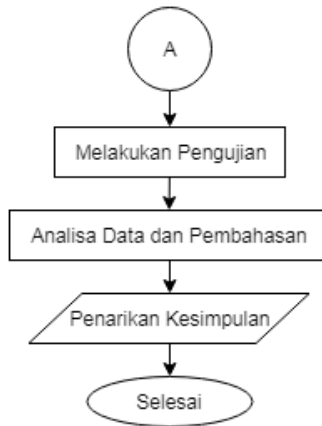 A
Melakukan Pengujian
Analisa Data dan Pembahasan
Penarikan Kesimpulan
Selesai